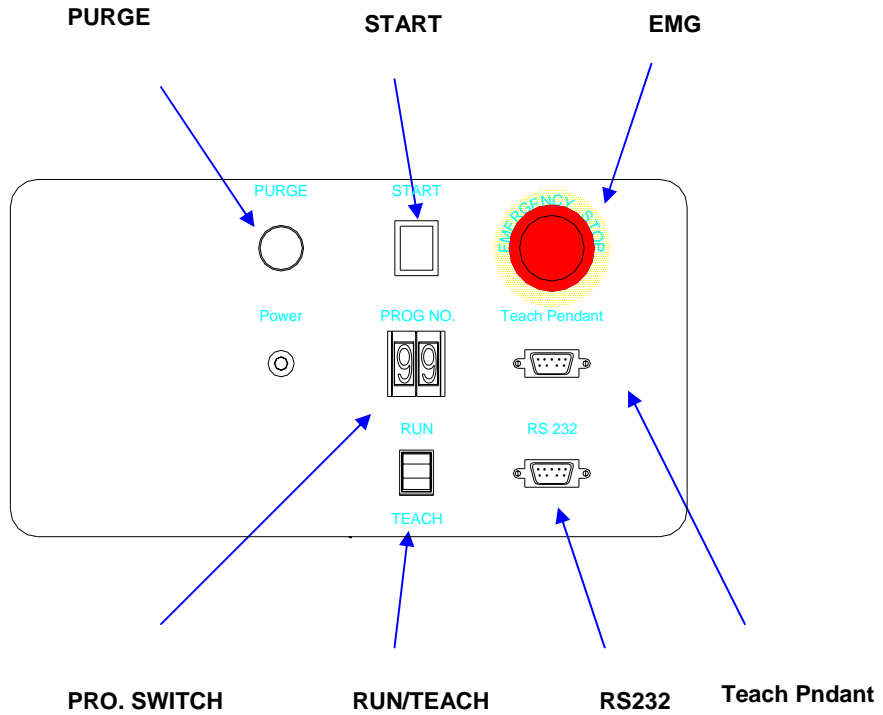 PURGE START EMG
PURGE START
EMERGENCY STOP
Power PROG NO. Teach Pendant
99
RUN RS 232
TEACH
PRO. SWITCH RUN/TEACH RS232 Teach Pndant